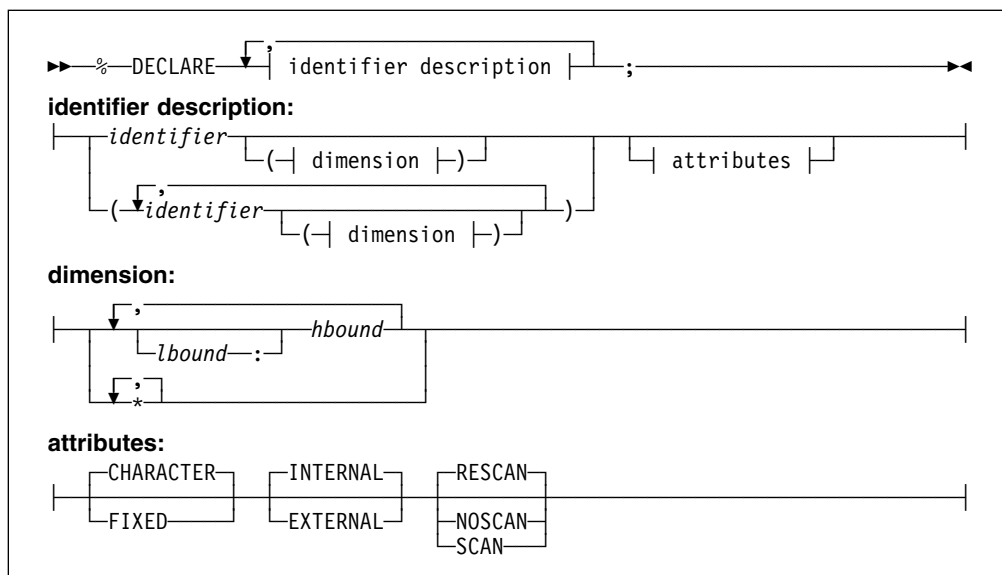 ,
% DECLARE identifier description ;
identifier description:
identifier
( dimension ) attributes
,
( identifier )
( dimension )
dimension:
,
hbound
lbound :
,
*
attributes:
CHARACTER INTERNAL RESCAN
FIXED EXTERNAL NOSCAN
SCAN